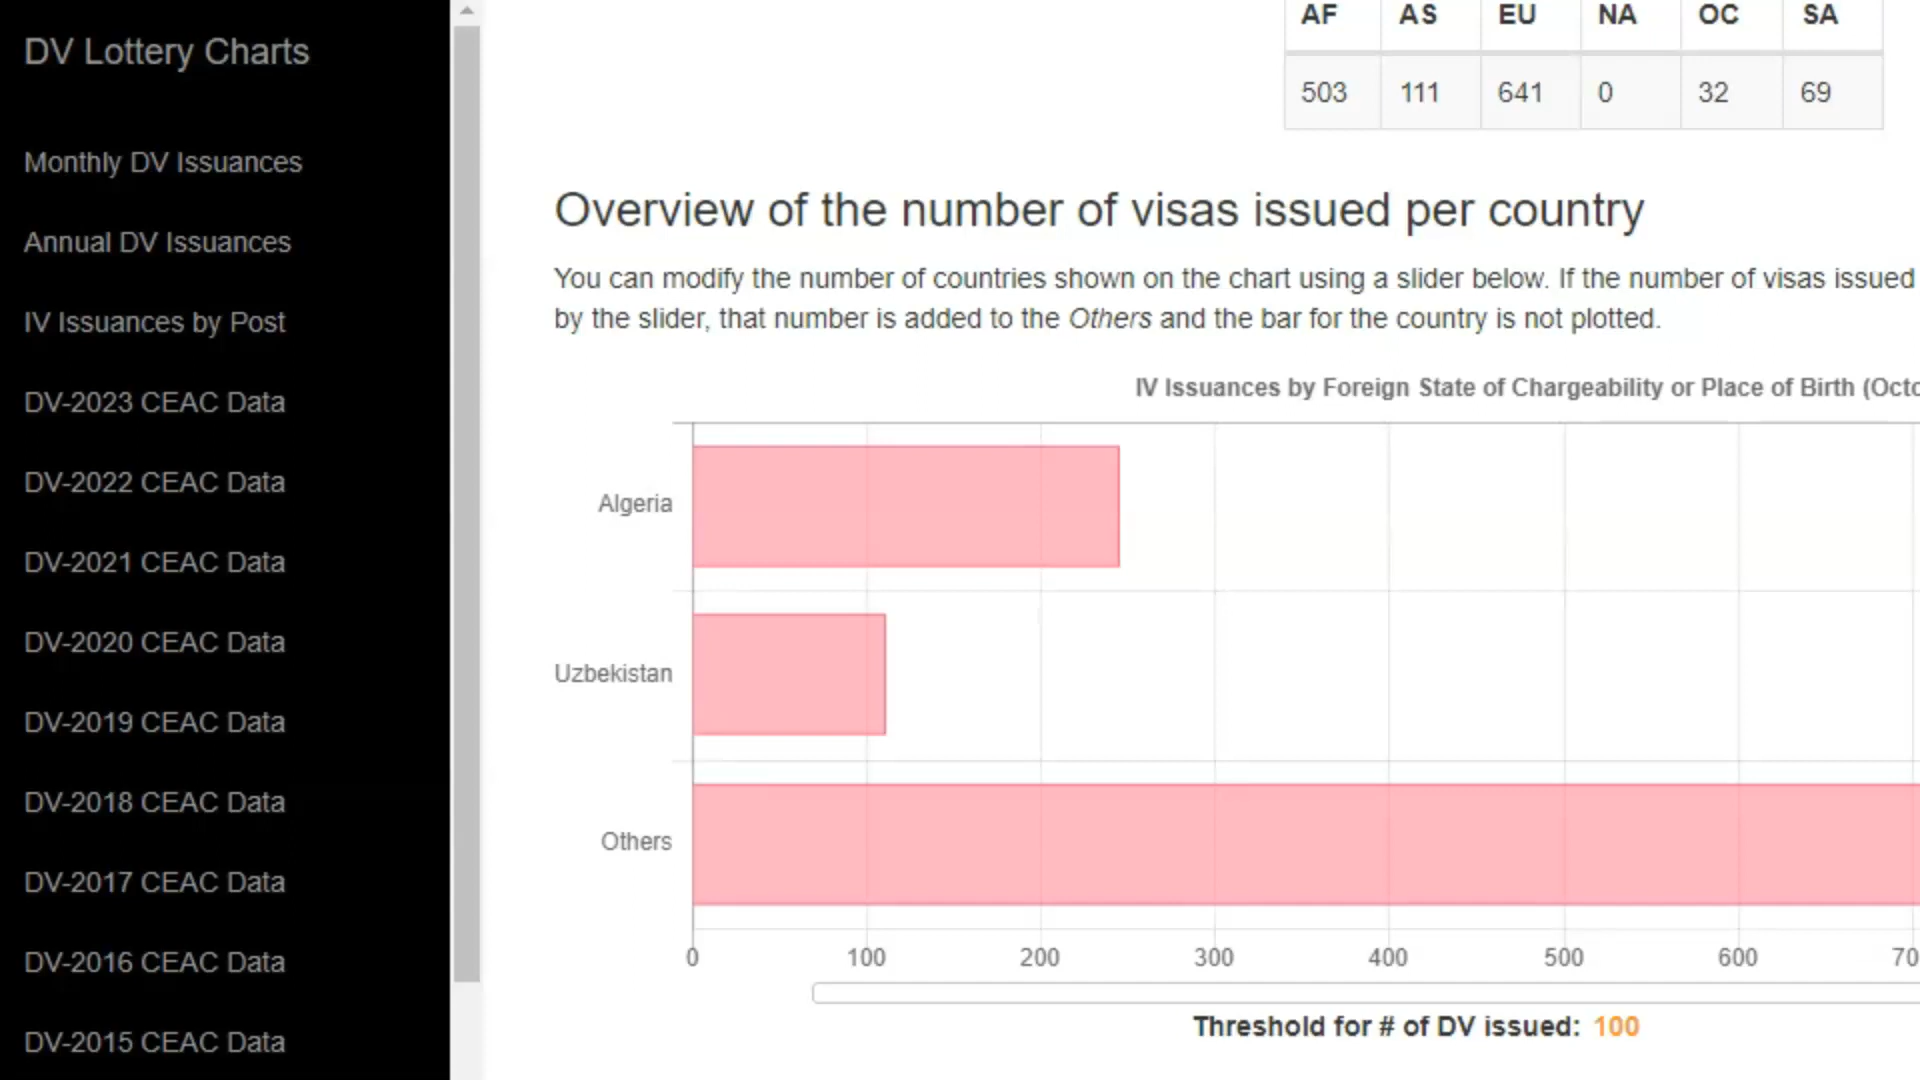 DV Lottery Charts
Monthly DV Issuances
Annual DV Issuances
IV Issuances by Post
DV-2023 CEAC Data
DV-2022 CEAC Data
DV-2021 CEAC Data
DV-2020 CEAC Data
DV-2019 CEAC Data
DV-2018 CEAC Data
DV-2017 CEAC Data
DV-2016 CEAC Data
DV-2015 CEAC Data
AF AS EU NA OC SA
503 111 641 0 32 69
Overview of the number of visas issued per country
You can modify the number of countries shown on the chart using a slider below. If the number of visas issued
by the slider, that number is added to the Others and the bar for the country is not plotted.
IV Issuances by Foreign State of Chargeability or Place of Birth (Octo
Algeria
Uzbekistan
Others
0 100 200 300 400 500 600 70
Threshold for # of DV issued: 100